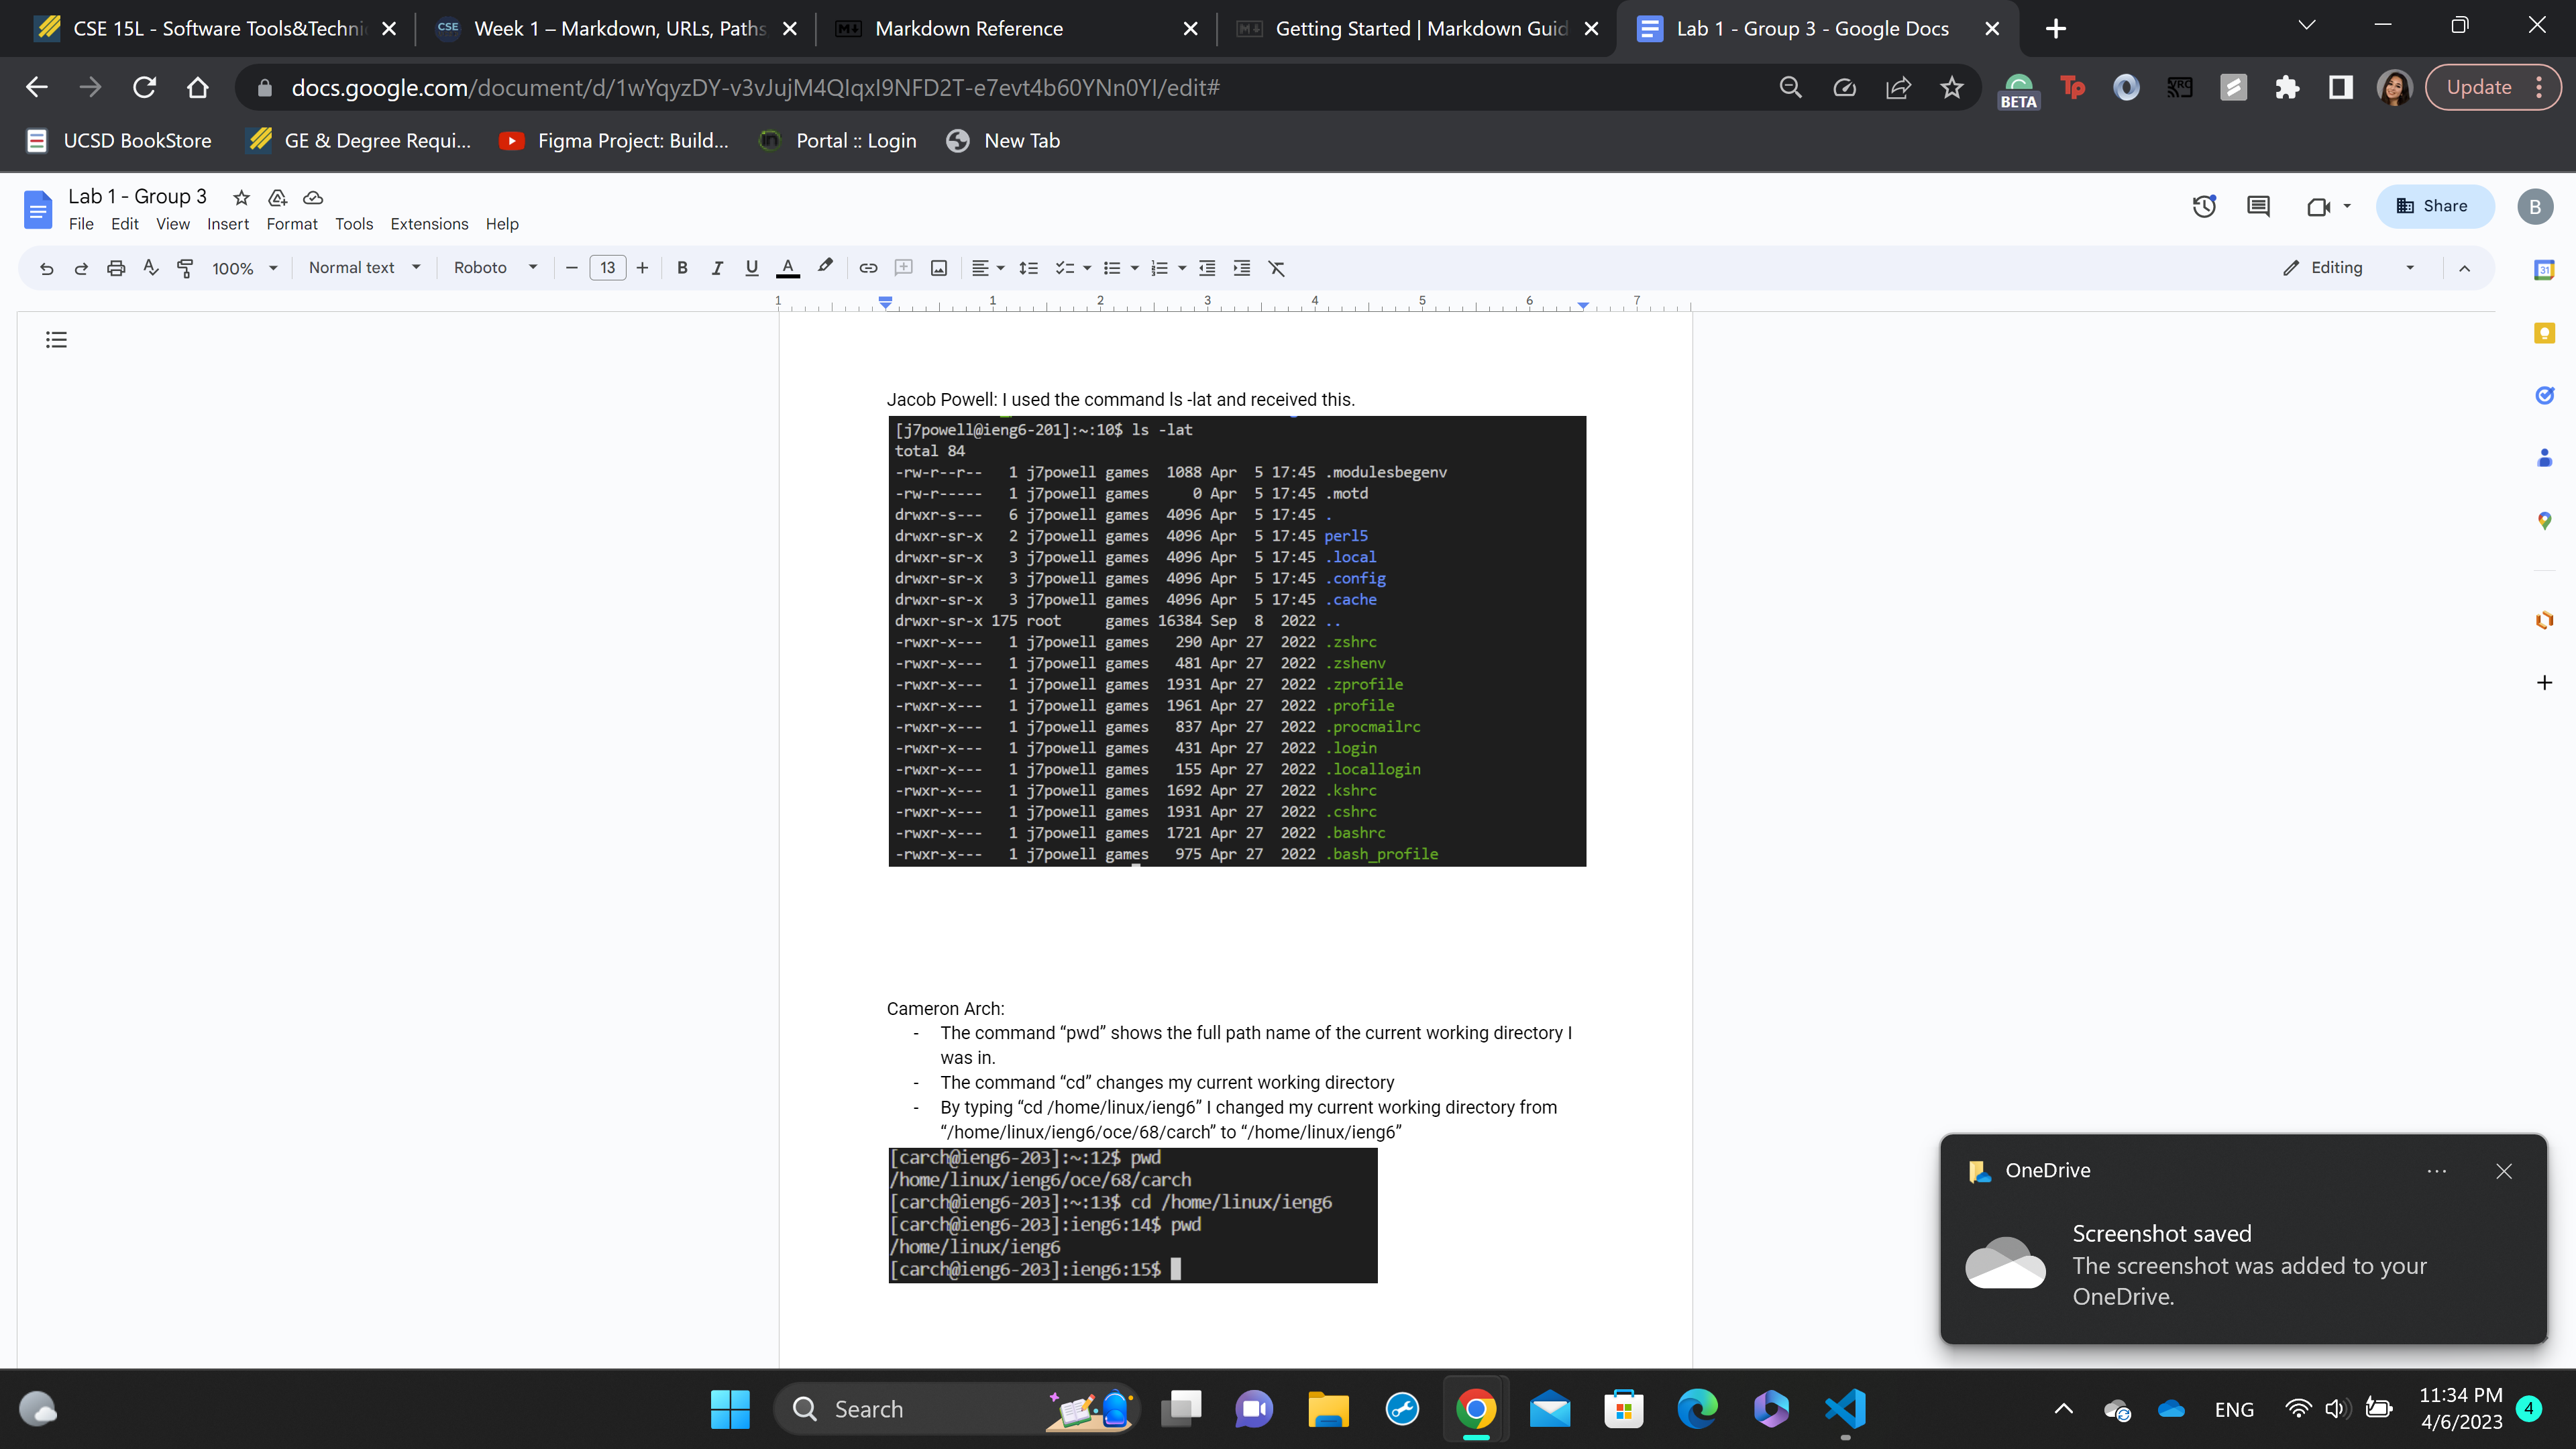 CSE 15L - Software Tools&Techni
Week 1 – Markdown, URLs, Paths
Markdown Reference
Getting Started | Markdown Guid
Lab 1 - Group 3 - Google Docs
docs.google.com/document/d/1wYqyzDY-v3vJujM4QIqxI9NFD2T-e7evt4b60YNn0YI/edit#
BETA
Update
UCSD BookStore
GE & Degree Requi...
Figma Project: Build...
Portal :: Login
New Tab
Lab 1 - Group 3
File Edit View Insert Format Tools Extensions Help
Share
B
100% Normal text Roboto 13 Editing
1 1 2 3 4 5 6 7
Jacob Powell: I used the command ls -lat and received this.
[j7powell@ieng6-201]:~:10$ ls -lat
total 84
-rw-r--r-- 1 j7powell games 1088 Apr 5 17:45 .modulesbegenv
-rw-r----- 1 j7powell games 0 Apr 5 17:45 .motd
drwxr-s--- 6 j7powell games 4096 Apr 5 17:45 .
drwxr-sr-x 2 j7powell games 4096 Apr 5 17:45 perl5
drwxr-sr-x 3 j7powell games 4096 Apr 5 17:45 .local
drwxr-sr-x 3 j7powell games 4096 Apr 5 17:45 .config
drwxr-sr-x 3 j7powell games 4096 Apr 5 17:45 .cache
drwxr-sr-x 175 root games 16384 Sep 8 2022 ..
-rwxr-x--- 1 j7powell games 290 Apr 27 2022 .zshrc
-rwxr-x--- 1 j7powell games 481 Apr 27 2022 .zshenv
-rwxr-x--- 1 j7powell games 1931 Apr 27 2022 .zprofile
-rwxr-x--- 1 j7powell games 1961 Apr 27 2022 .profile
-rwxr-x--- 1 j7powell games 837 Apr 27 2022 .procmailrc
-rwxr-x--- 1 j7powell games 431 Apr 27 2022 .login
-rwxr-x--- 1 j7powell games 155 Apr 27 2022 .locallogin
-rwxr-x--- 1 j7powell games 1692 Apr 27 2022 .kshrc
-rwxr-x--- 1 j7powell games 1931 Apr 27 2022 .cshrc
-rwxr-x--- 1 j7powell games 1721 Apr 27 2022 .bashrc
-rwxr-x--- 1 j7powell games 975 Apr 27 2022 .bash_profile
Cameron Arch:
- The command “pwd” shows the full path name of the current working directory I
was in.
- The command “cd” changes my current working directory
- By typing “cd /home/linux/ieng6” I changed my current working directory from
“/home/linux/ieng6/oce/68/carch” to “/home/linux/ieng6”
[carch@ieng6-203]:~:12$ pwd
/home/linux/ieng6/oce/68/carch
[carch@ieng6-203]:~:13$ cd /home/linux/ieng6
[carch@ieng6-203]:ieng6:14$ pwd
/home/linux/ieng6
[carch@ieng6-203]:ieng6:15$
OneDrive
Screenshot saved
The screenshot was added to your
OneDrive.
Search
ENG
11:34 PM
4/6/2023
4